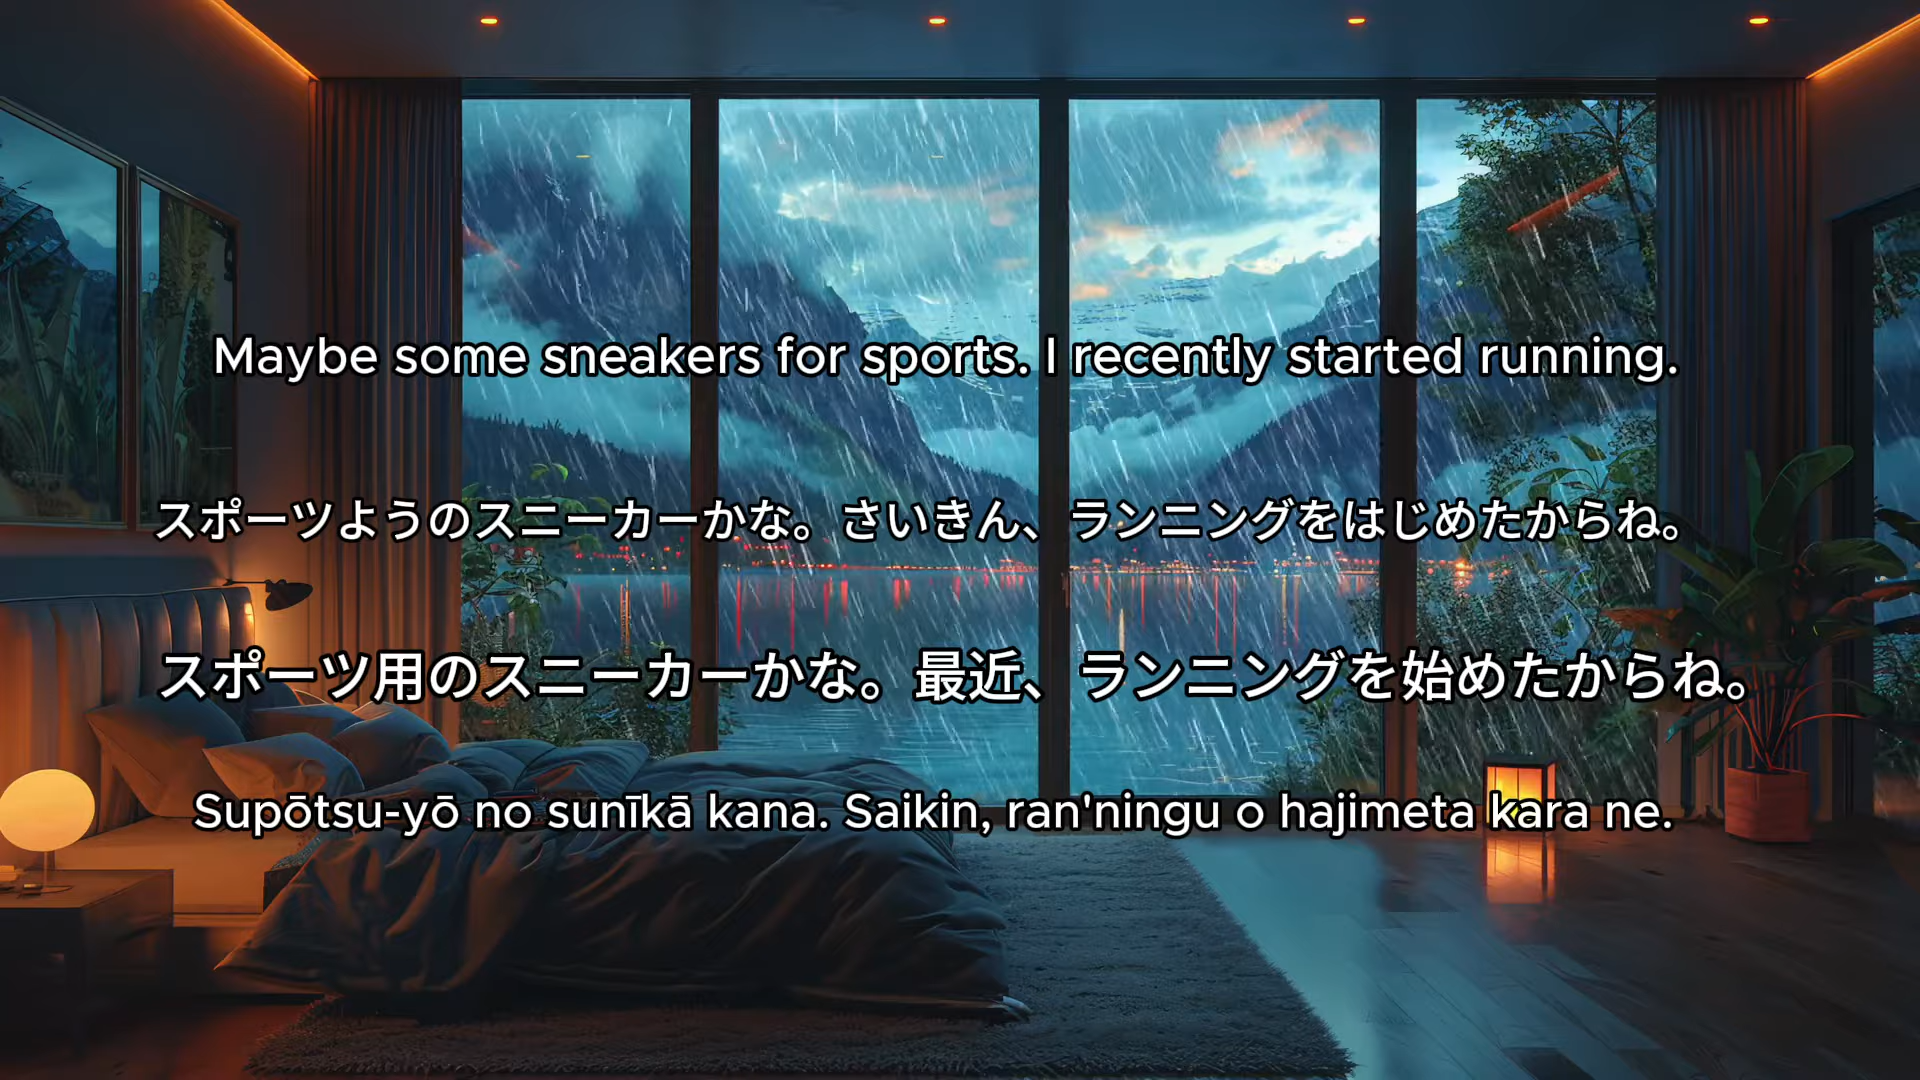 Maybe some sneakers for sports. I recently started running.
スポーツようのスニーカーかな。さいきん、ランニングをはじめたからね。
スポーツ用のスニーカーかな。最近、ランニングを始めたからね。
Supōtsu-yō no sunīkā kana. Saikin, ran'ningu o hajimeta kara ne.